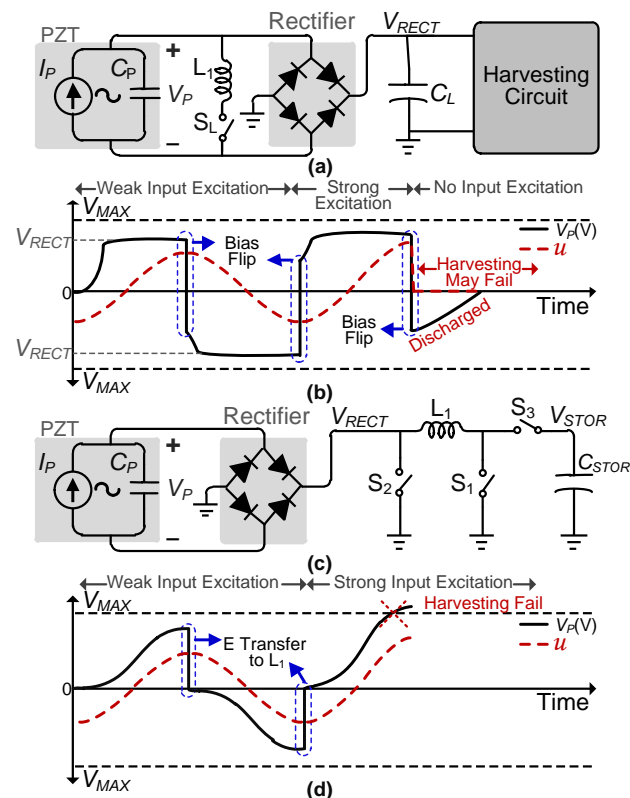 PZT
Rectifier
V_RECT
I_P
C_P
+
V_P
−
L_1
S_L
C_L
Harvesting
Circuit
(a)
Weak Input Excitation
Strong
Excitation
No Input Excitation
V_MAX
V_RECT
0
V_RECT
V_MAX
Bias
Flip
Bias
Flip
V_P(V)
u
Harvesting
May Fail
Time
Discharged
(b)
PZT
Rectifier
V_RECT
L_1
S_3
V_STOR
I_P
C_P
+
V_P
−
S_2
S_1
C_STOR
(c)
Weak Input Excitation
Strong Input Excitation
V_MAX
Harvesting Fail
V_P(V)
u
E Transfer
to L_1
0
Time
V_MAX
(d)